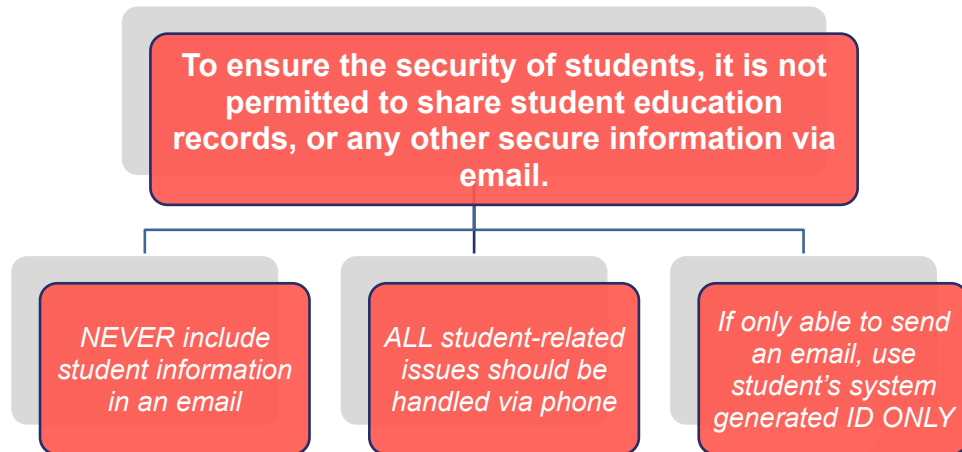 To ensure the security of students, it is not
permitted to share student education
records, or any other secure information via
email.
NEVER include
student information
in an email
ALL student-related
issues should be
handled via phone
If only able to send
an email, use
student’s system
generated ID ONLY